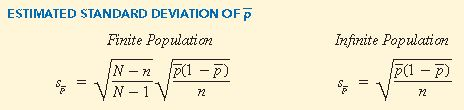 ESTIMATED STANDARD DEVIATION OF p̅
Finite Population
Infinite Population
s_p̅ = √((N − n)/(N − 1)) √(p̅(1 − p̅)/n)
s_p̅ = √(p̅(1 − p̅)/n)